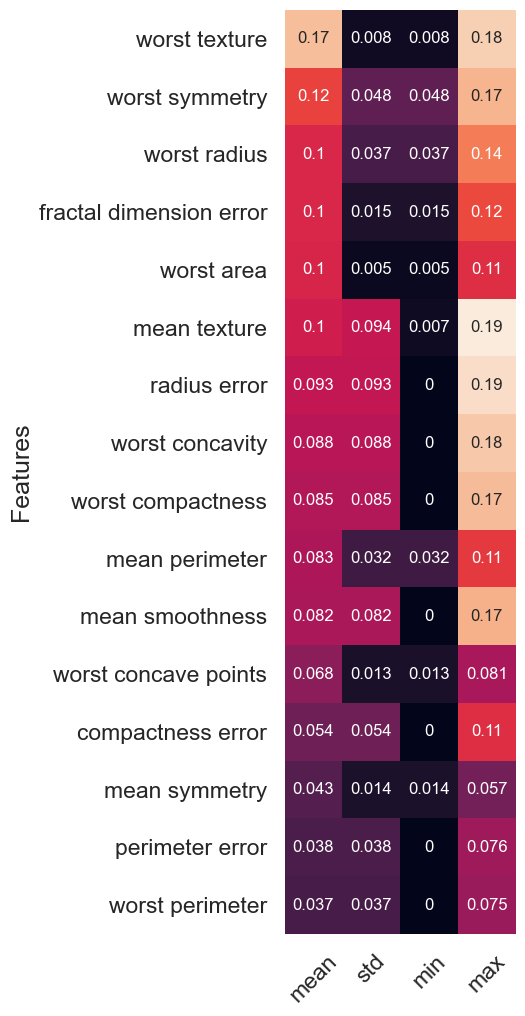 worst texture 0.17 0.008 0.008 0.18
worst symmetry 0.12 0.048 0.048 0.17
worst radius 0.1 0.037 0.037 0.14
fractal dimension error 0.1 0.015 0.015 0.12
worst area 0.1 0.005 0.005 0.11
mean texture 0.1 0.094 0.007 0.19
radius error 0.093 0.093 0 0.19
worst concavity 0.088 0.088 0 0.18
worst compactness 0.085 0.085 0 0.17
mean perimeter 0.083 0.032 0.032 0.11
mean smoothness 0.082 0.082 0 0.17
worst concave points 0.068 0.013 0.013 0.081
compactness error 0.054 0.054 0 0.11
mean symmetry 0.043 0.014 0.014 0.057
perimeter error 0.038 0.038 0 0.076
worst perimeter 0.037 0.037 0 0.075
mean std min max
Features